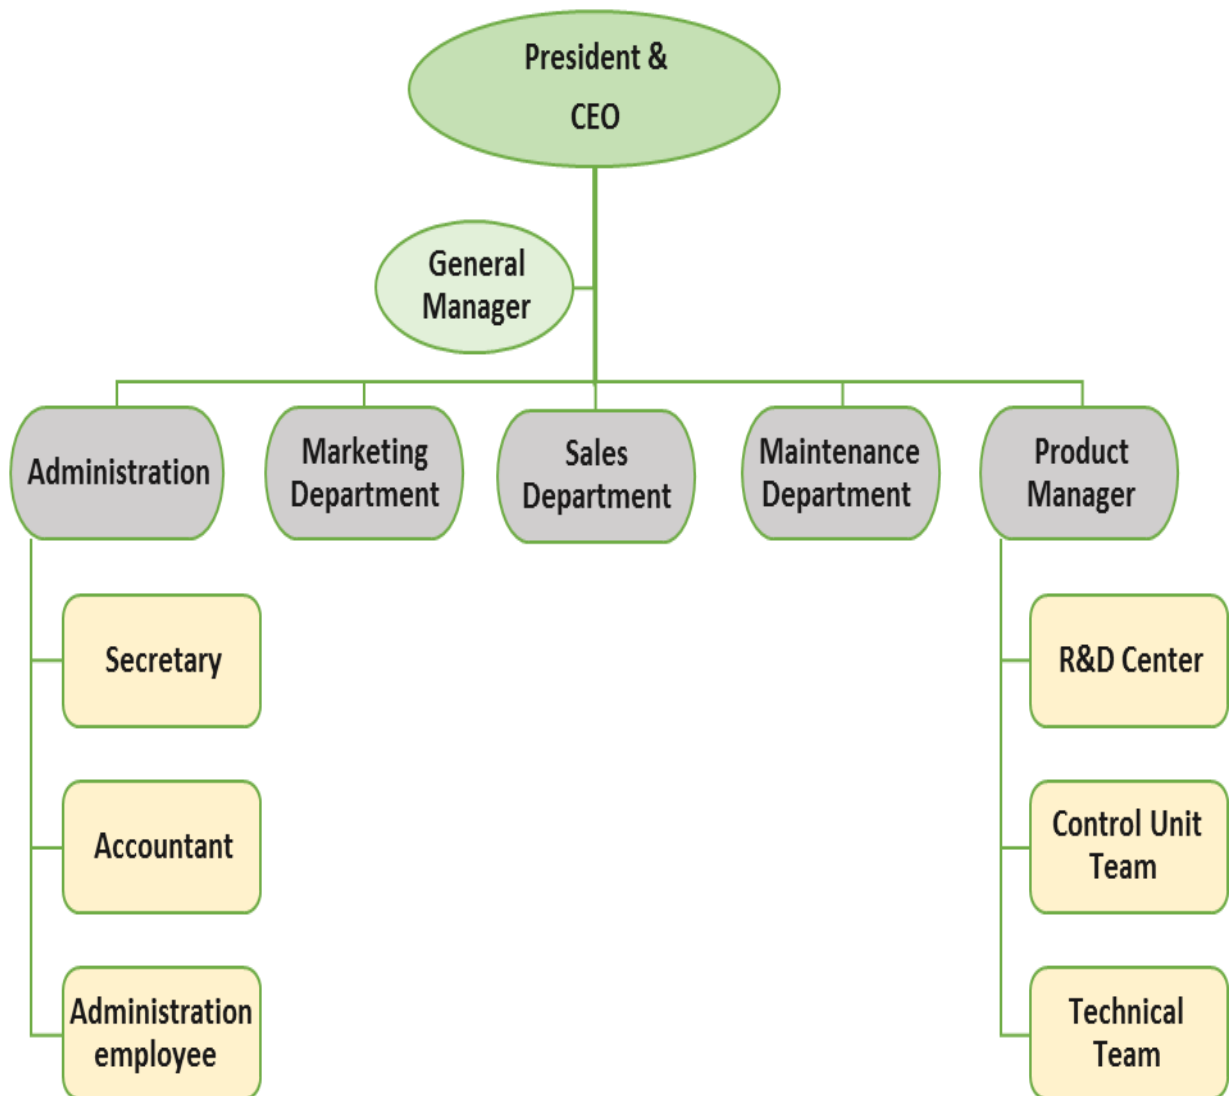 President &
CEO
General
Manager
Administration
Marketing
Department
Sales
Department
Maintenance
Department
Product
Manager
Secretary
R&D Center
Accountant
Control Unit
Team
Administration
employee
Technical
Team